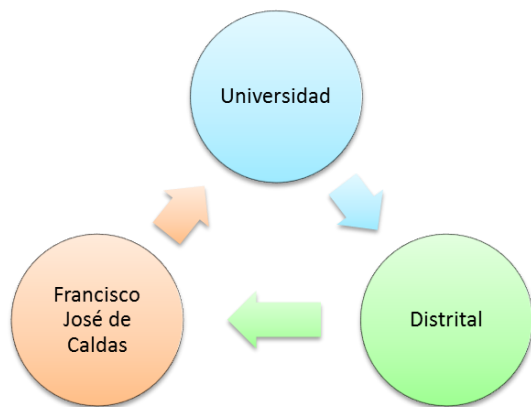 Universidad
Distrital
Francisco
José de
Caldas